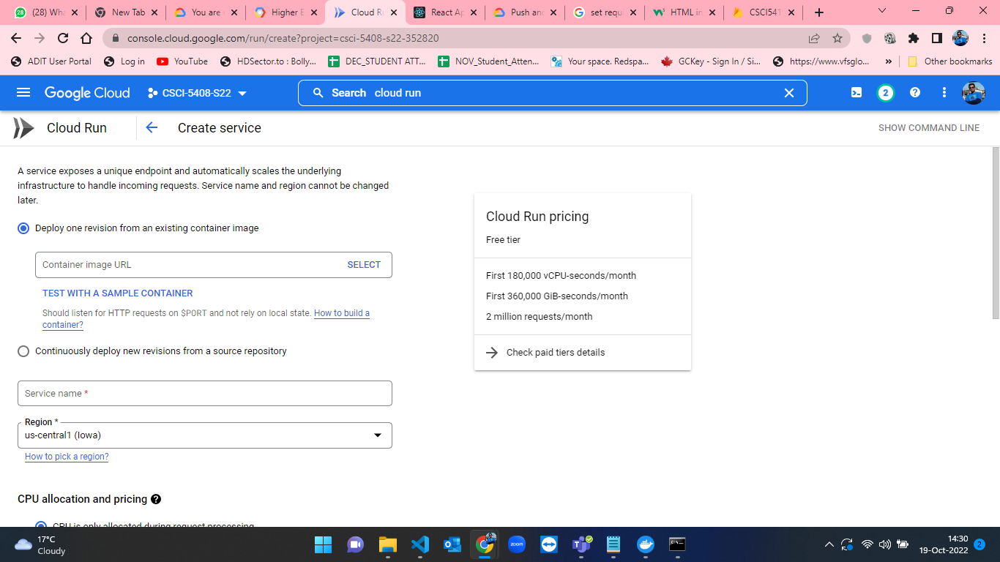 28
(28) Wha
New Tab
You are
Higher E
Cloud Ru
React Ap
Push and
set requ
HTML in
CSCI541
console.cloud.google.com/run/create?project=csci-5408-s22-352820
ADIT User Portal
Log in
YouTube
HDSector.to : Bolly...
DEC_STUDENT ATT...
NOV_Student_Atten...
Your space. Redspa...
GCKey - Sign In / Si...
https://www.vfsglo...
»
Other bookmarks
Google Cloud
CSCI-5408-S22
Search cloud run
2
Cloud Run
Create service
SHOW COMMAND LINE
A service exposes a unique endpoint and automatically scales the underlying
infrastructure to handle incoming requests. Service name and region cannot be changed
later.
Deploy one revision from an existing container image
Container image URL
SELECT
TEST WITH A SAMPLE CONTAINER
Should listen for HTTP requests on $PORT and not rely on local state. How to build a
container?
Continuously deploy new revisions from a source repository
Service name *
Region *
us-central1 (Iowa)
How to pick a region?
CPU allocation and pricing
CPU is only allocated during request processing
Cloud Run pricing
Free tier
First 180,000 vCPU-seconds/month
First 360,000 GiB-seconds/month
2 million requests/month
Check paid tiers details
17°C
Cloudy
zoom
14:30
19-Oct-2022
2